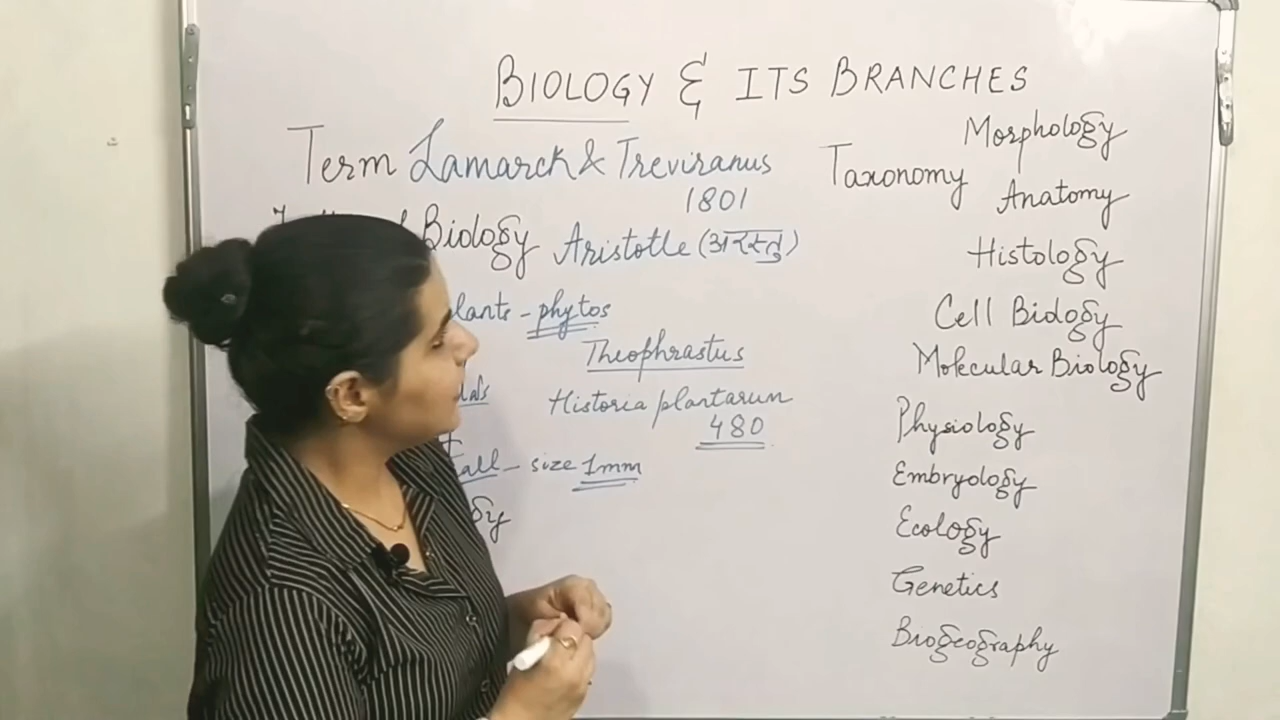 BIOLOGY & ITS BRANCHES
Term Lamarck & Treviranus
1801
Biology Aristotle (अरस्तु)
plants - phytos
Theophrastus
Historia plantarum
480
size 1mm
Taxonomy
Morphology
Anatomy
Histology
Cell Biology
Molecular Biology
Physiology
Embryology
Ecology
Genetics
Biogeography